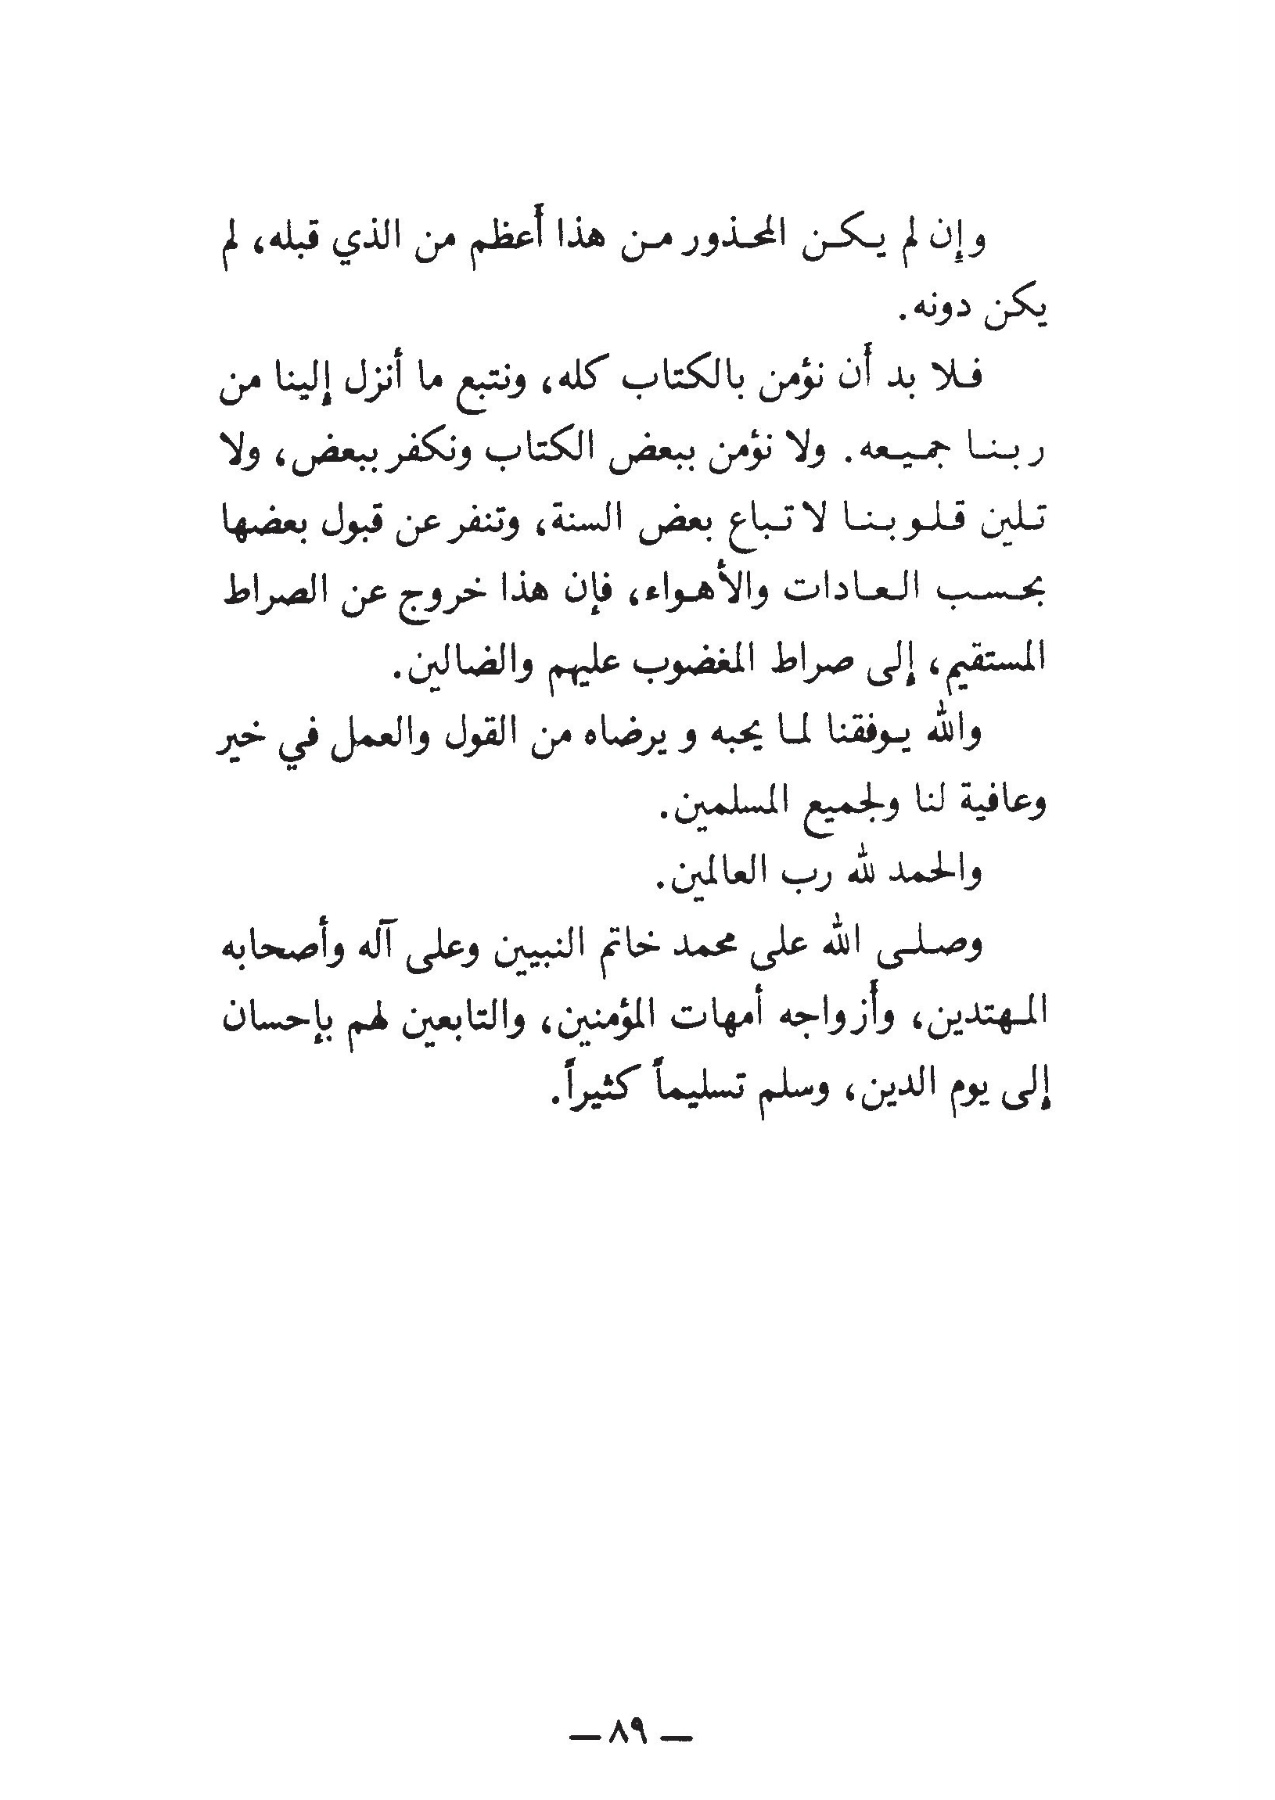 وإن لم يكن المحذور من هذا أعظم من الذي قبله، لم
يكن دونه.
فلا بد أن نؤمن بالكتاب كله، ونتبع ما أنزل إلينا من
ربنا جميعه. ولا نؤمن ببعض الكتاب ونكفر ببعض، ولا
تلين قلوبنا لاتباع بعض السنة، وتنفر عن قبول بعضها
بحسب العادات والأهواء، فإن هذا خروج عن الصراط
المستقيم، إلى صراط المغضوب عليهم والضالين.
والله يوفقنا لما يحبه ويرضاه من القول والعمل في خير
وعافية لنا ولجميع المسلمين.
والحمد لله رب العالمين.
وصلى الله على محمد خاتم النبيين وعلى آله وأصحابه
المهتدين، وأزواجه أمهات المؤمنين، والتابعين لهم بإحسان
إلى يوم الدين، وسلم تسليماً كثيراً.
— ٨٩ —